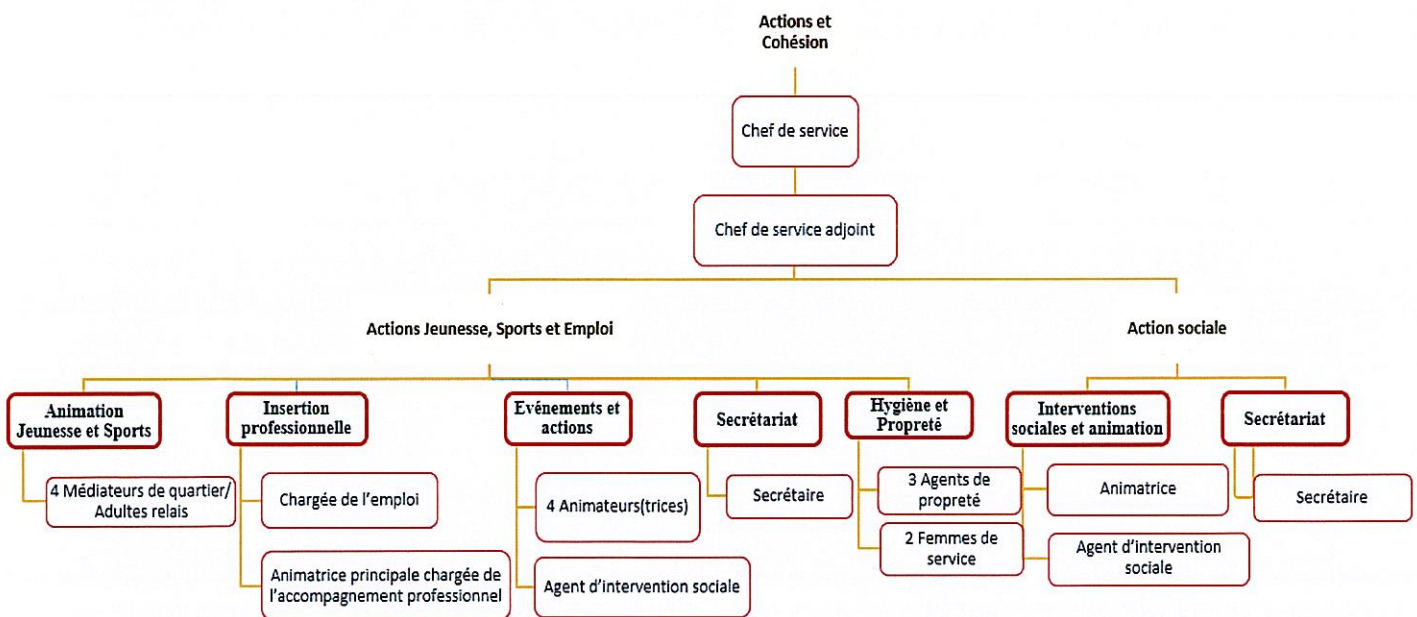 Actions et
Cohésion
Chef de service
Chef de service adjoint
Actions Jeunesse, Sports et Emploi
Action sociale
Animation
Jeunesse et Sports
Insertion
professionnelle
Evénements et
actions
Secrétariat
Hygiène et
Propreté
Interventions
sociales et animation
Secrétariat
4 Médiateurs de quartier/
Adultes relais
Chargée de l'emploi
Animatrice principale chargée de
l'accompagnement professionnel
4 Animateurs(trices)
Agent d'intervention sociale
Secrétaire
3 Agents de
propreté
2 Femmes de
service
Animatrice
Agent d'intervention
sociale
Secrétaire